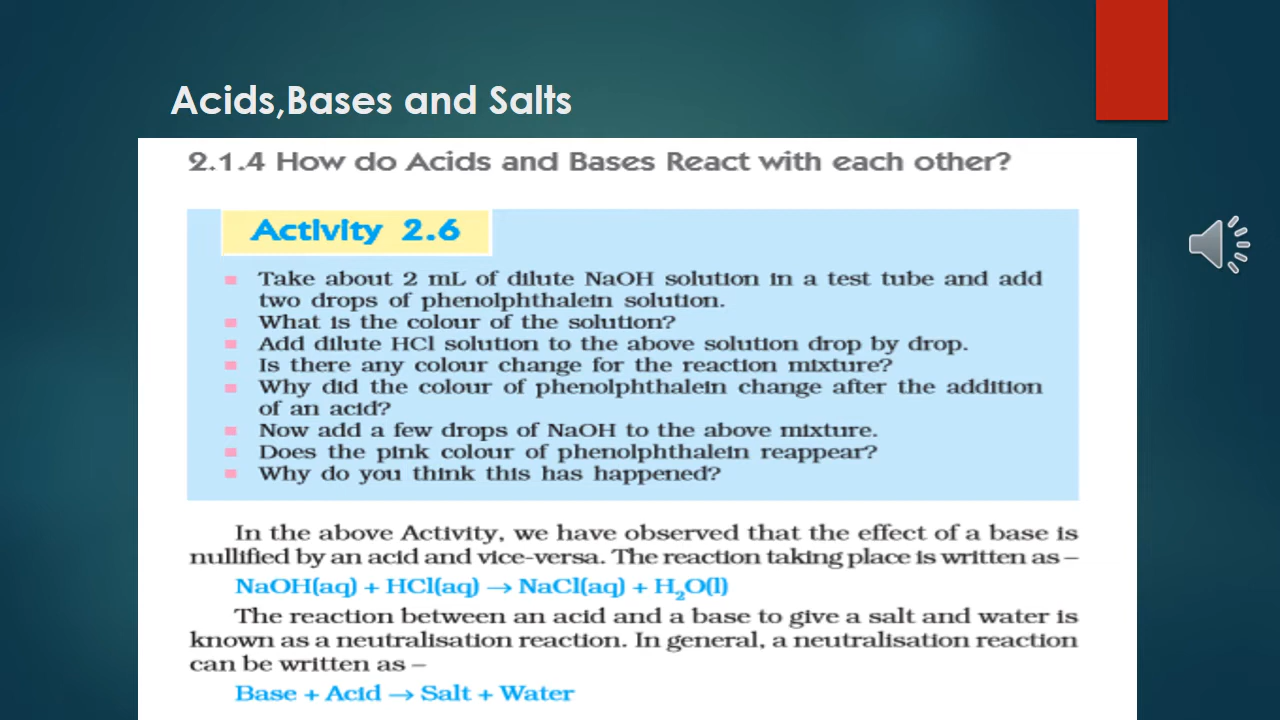 Acids,Bases and Salts
2.1.4 How do Acids and Bases React with each other?
Activity 2.6
Take about 2 mL of dilute NaOH solution in a test tube and add
two drops of phenolphthalein solution.
What is the colour of the solution?
Add dilute HCl solution to the above solution drop by drop.
Is there any colour change for the reaction mixture?
Why did the colour of phenolphthalein change after the addition
of an acid?
Now add a few drops of NaOH to the above mixture.
Does the pink colour of phenolphthalein reappear?
Why do you think this has happened?
In the above Activity, we have observed that the effect of a base is
nullified by an acid and vice-versa. The reaction taking place is written as –
NaOH(aq) + HCl(aq) → NaCl(aq) + H₂O(l)
The reaction between an acid and a base to give a salt and water is
known as a neutralisation reaction. In general, a neutralisation reaction
can be written as –
Base + Acid → Salt + Water